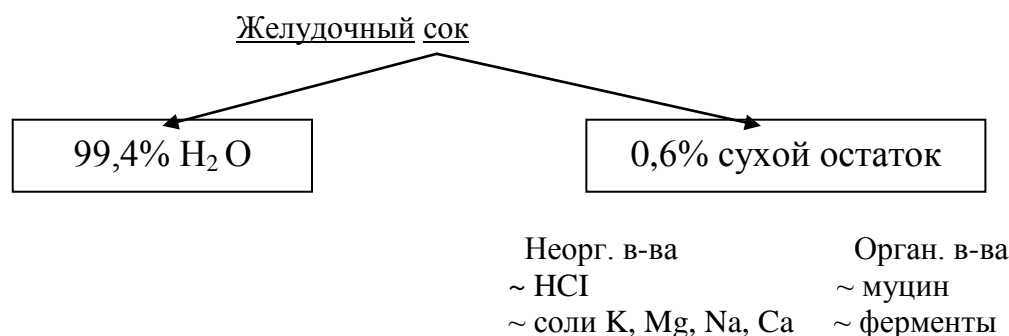 Желудочный сок
99,4% H₂ O
0,6% сухой остаток
Неорг. в-ва Орган. в-ва
~ HCI ~ муцин
~ соли K, Mg, Na, Ca ~ ферменты